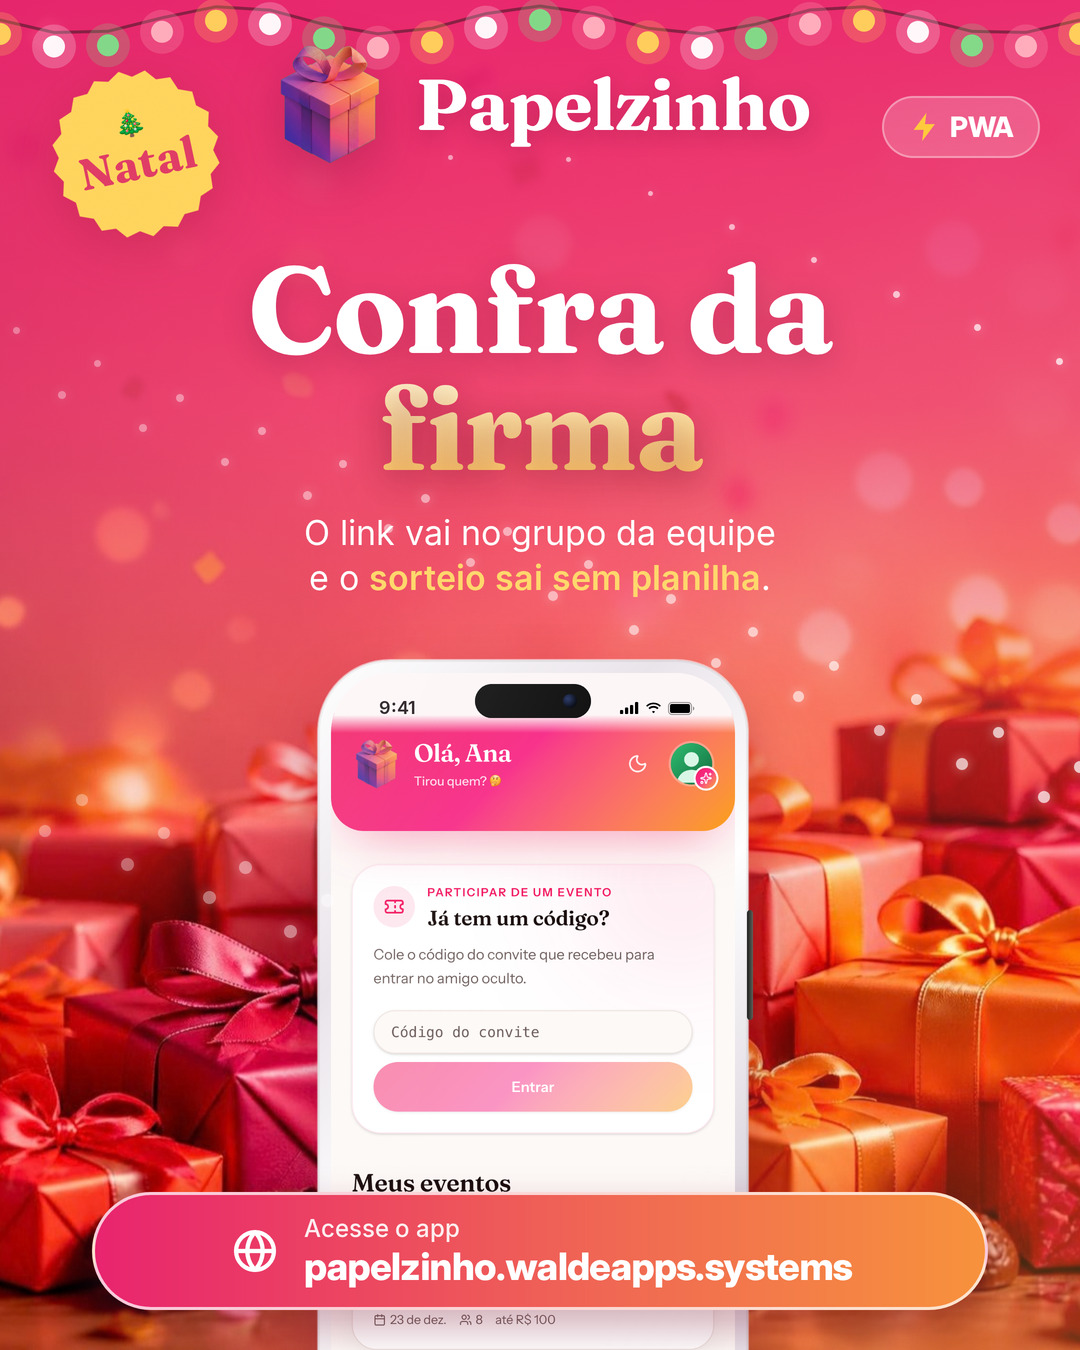 Natal
Papelzinho
PWA
Confra da
firma
O link vai no grupo da equipe
e o sorteio sai sem planilha.
9:41
Olá, Ana
Tirou quem? 🤔
PARTICIPAR DE UM EVENTO
Já tem um código?
Cole o código do convite que recebeu para
entrar no amigo oculto.
Código do convite
Entrar
Meus eventos
Acesse o app
papelzinho.waldeapps.systems
23 de dez. 8 até R$ 100